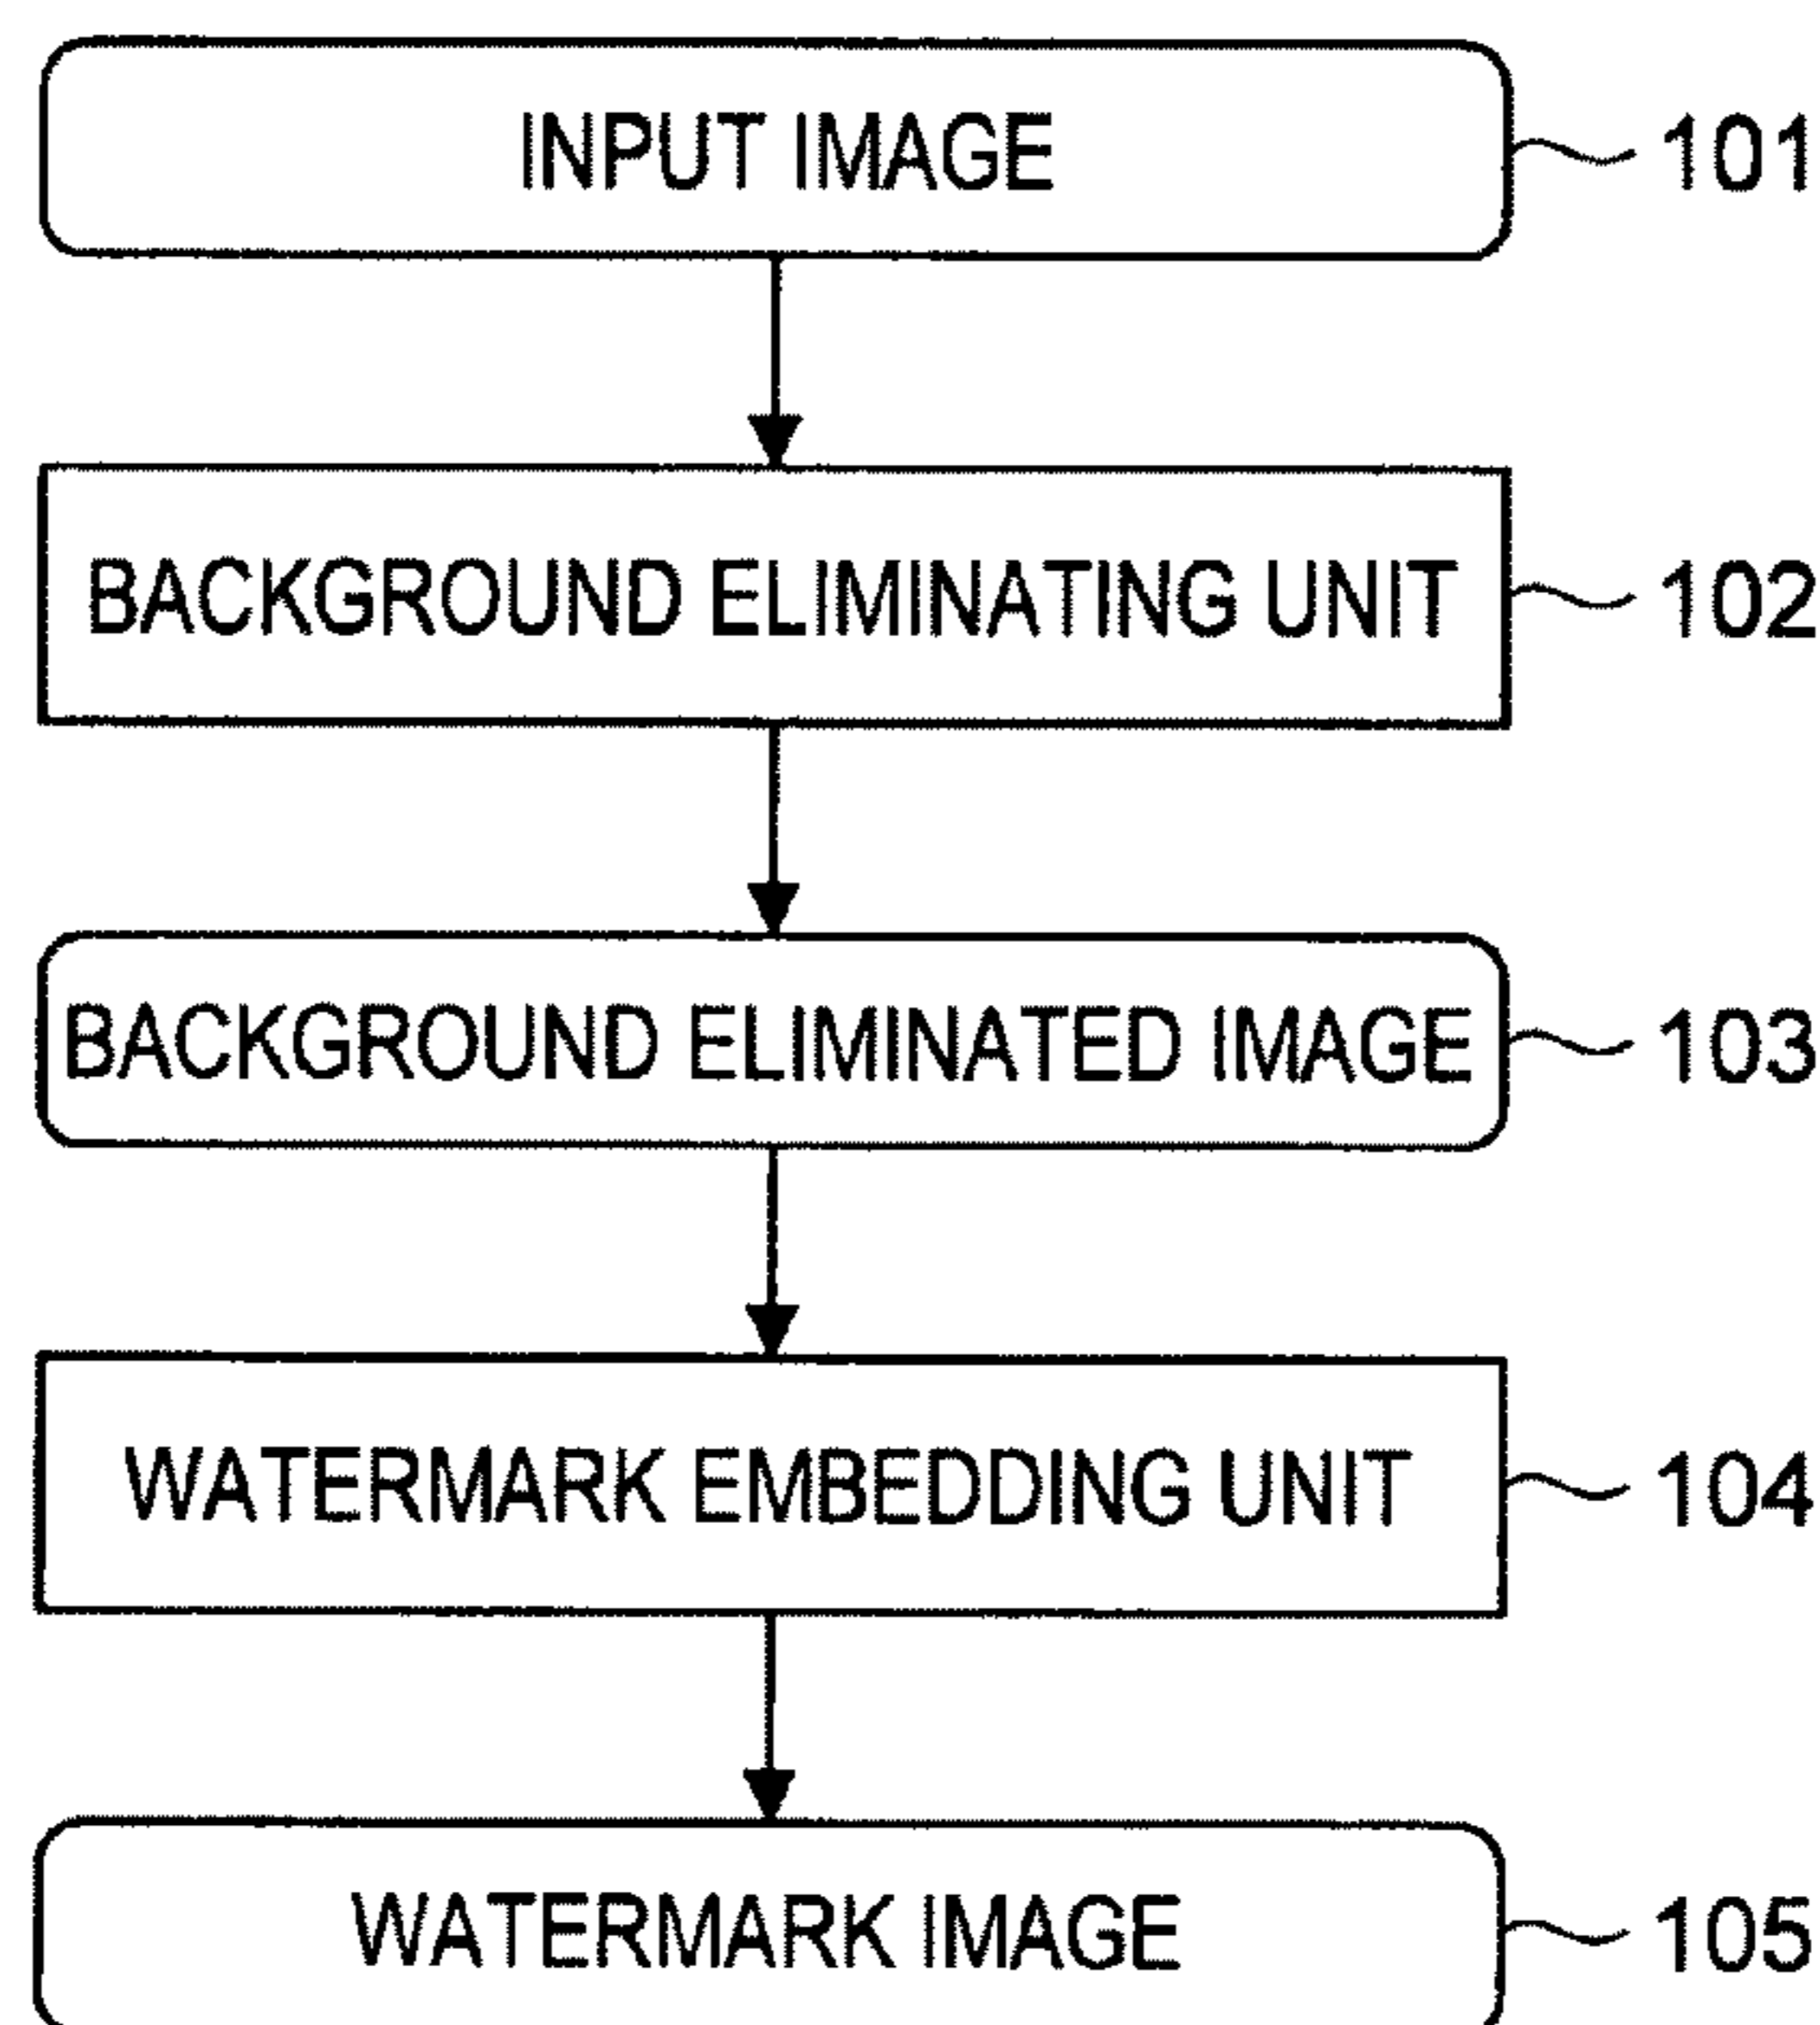 INPUT IMAGE 101
BACKGROUND ELIMINATING UNIT 102
BACKGROUND ELIMINATED IMAGE 103
WATERMARK EMBEDDING UNIT 104
WATERMARK IMAGE 105